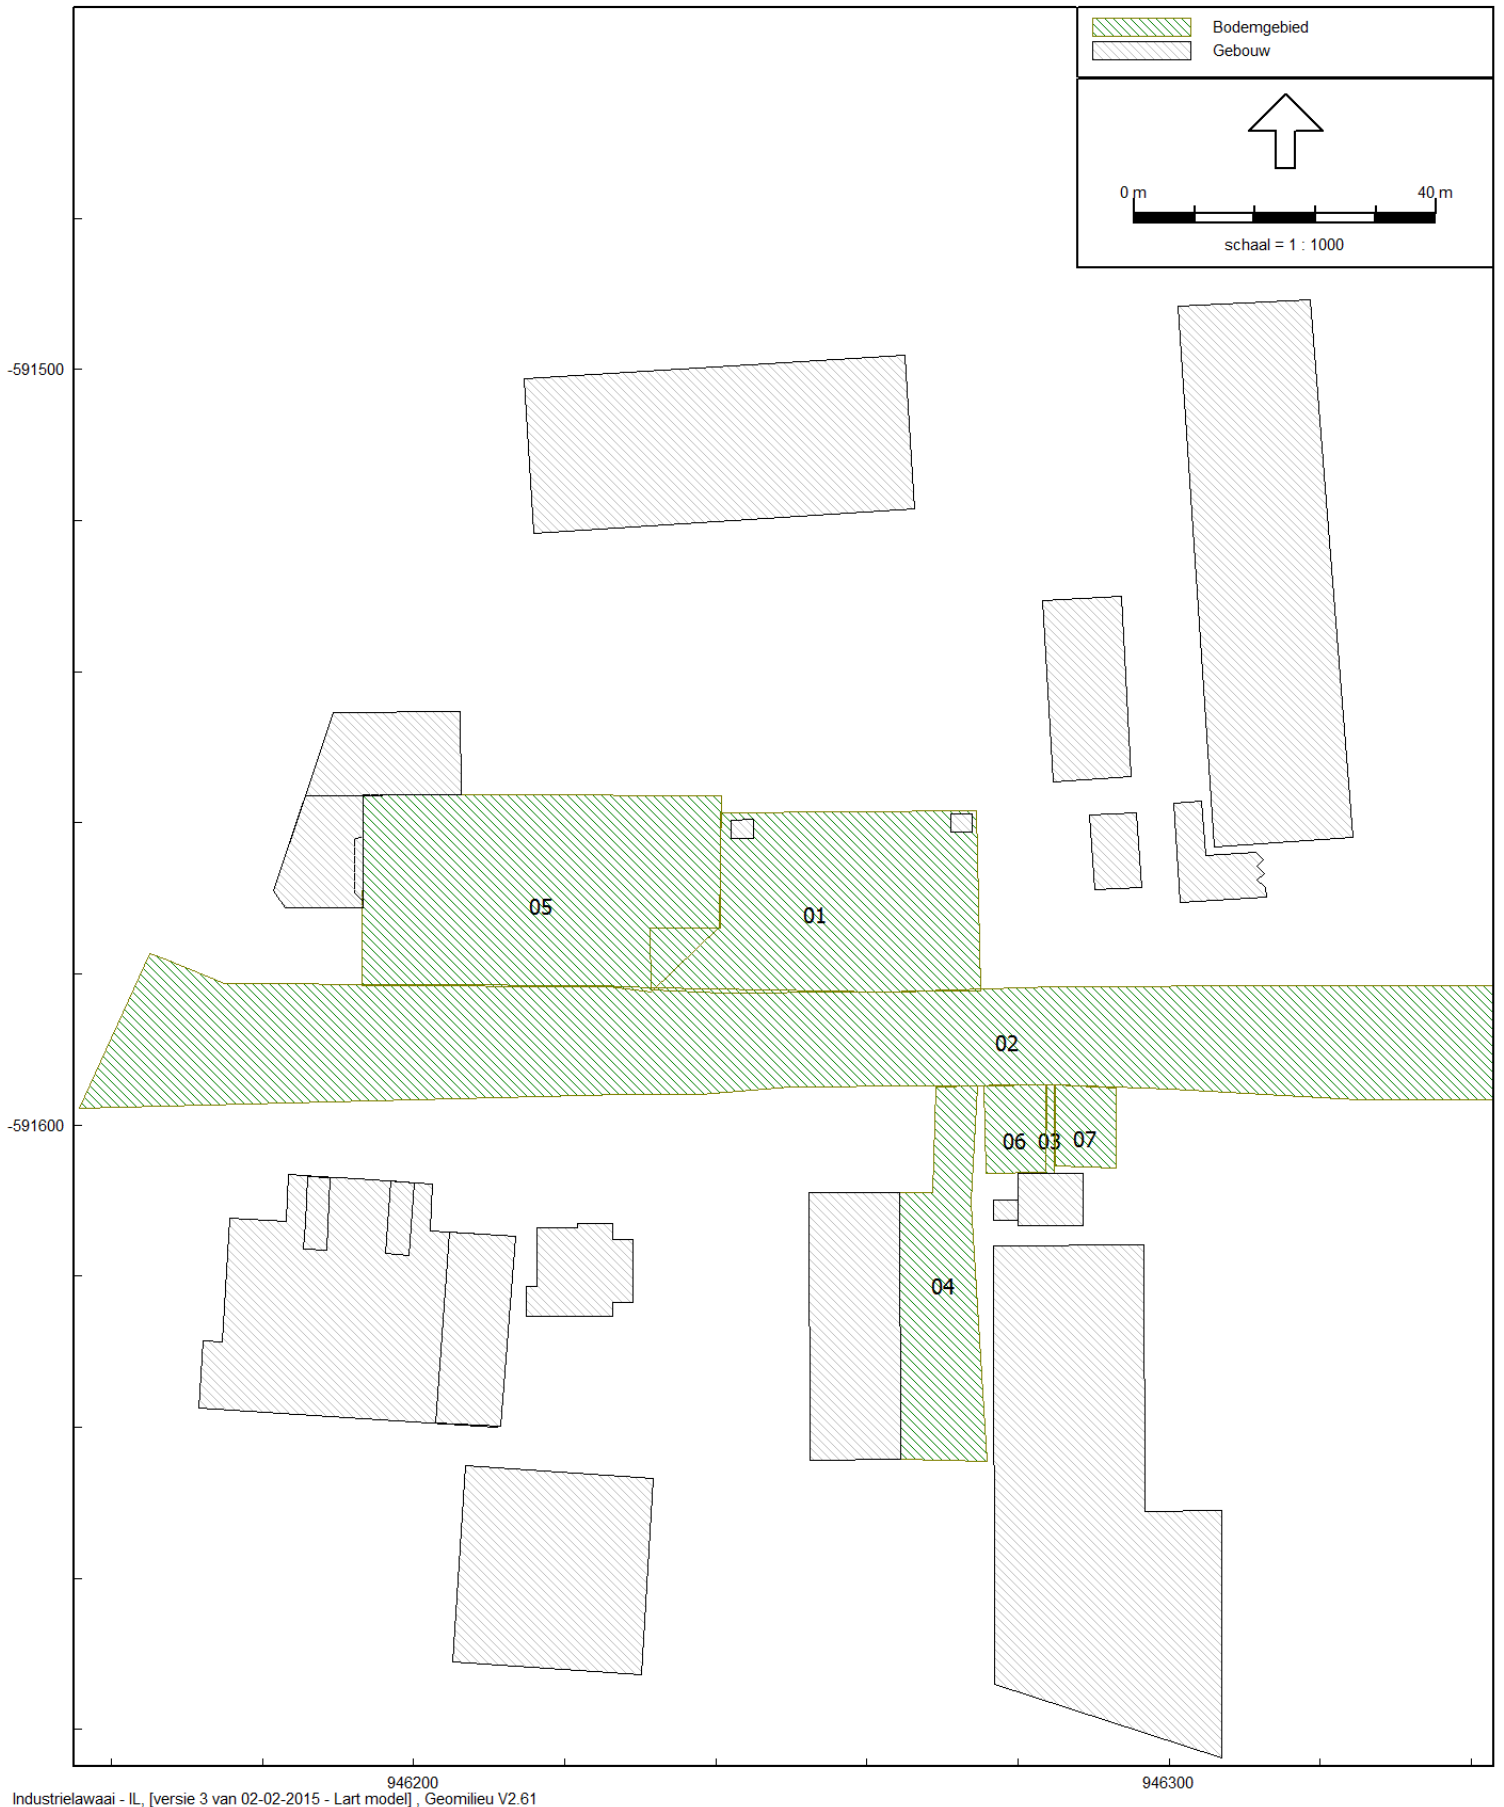 Bodemgebied
Gebouw
0 m 40 m
schaal = 1 : 1000
-591500
05
01
02
-591600
06 03 07
04
946200 946300
Industrielawaai - IL, [versie 3 van 02-02-2015 - Lart model] , Geomilieu V2.61